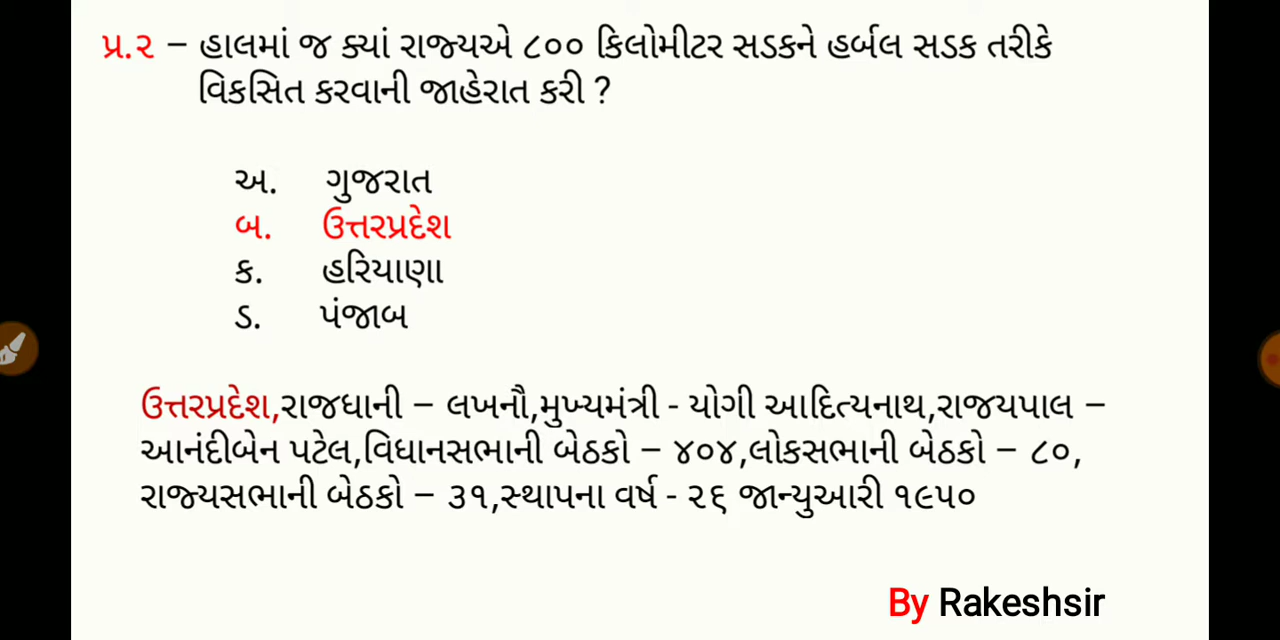 પ્ર.૨ – હાલમાં જ ક્યાં રાજ્યએ ૮૦૦ કિલોમીટર સડકને હર્બલ સડક તરીકે
વિકસિત કરવાની જાહેરાત કરી ?
અ. ગુજરાત
બ. ઉત્તરપ્રદેશ
ક. હરિયાણા
ડ. પંજાબ
ઉત્તરપ્રદેશ,રાજધાની – લખનૌ,મુખ્યમંત્રી - યોગી આદિત્યનાથ,રાજયપાલ –
આનંદીબેન પટેલ,વિધાનસભાની બેઠકો – ૪૦૪,લોકસભાની બેઠકો – ૮૦,
રાજ્યસભાની બેઠકો – ૩૧,સ્થાપના વર્ષ - ૨૬ જાન્યુઆરી ૧૯૫૦
By Rakeshsir